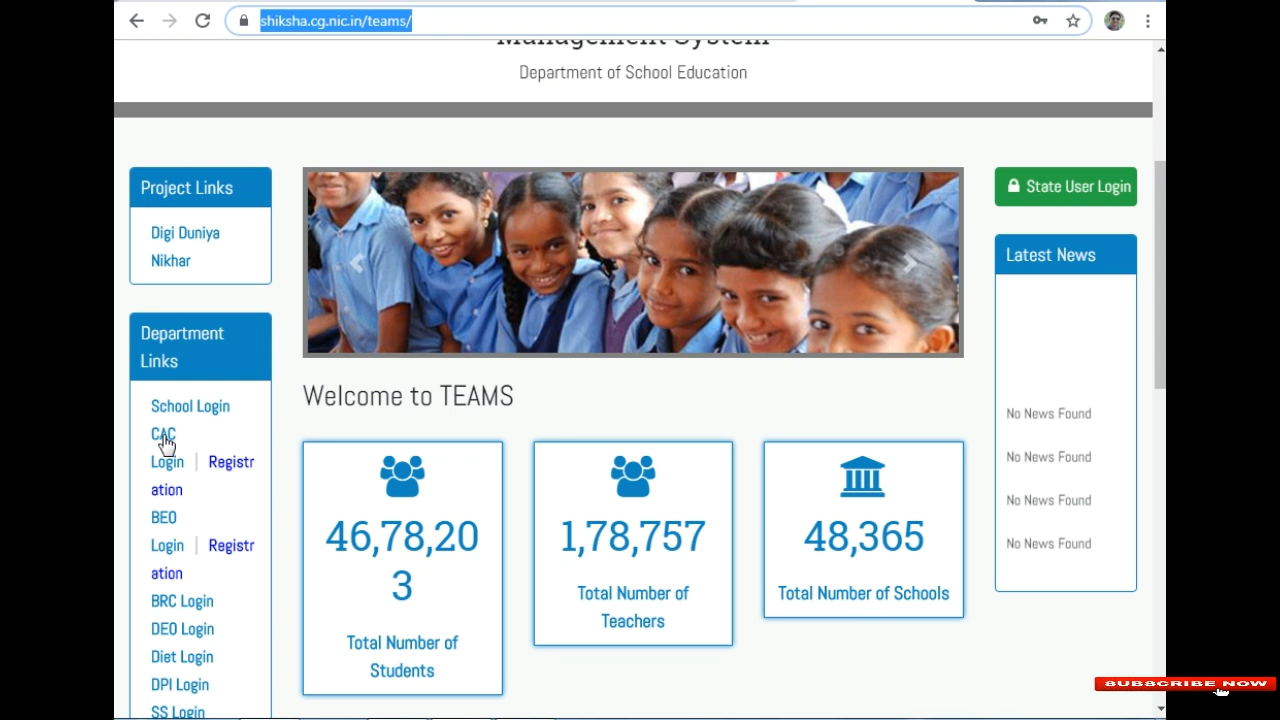 shiksha.cg.nic.in/teams/
Management System
Department of School Education
Project Links
Digi Duniya
Nikhar
Department
Links
School Login
CAC
Login | Registr
ation
BEO
Login | Registr
ation
BRC Login
DEO Login
Diet Login
DPI Login
SS Login
Welcome to TEAMS
46,78,20
3
Total Number of
Students
1,78,757
Total Number of
Teachers
48,365
Total Number of Schools
State User Login
Latest News
No News Found
No News Found
No News Found
No News Found
SUBSCRIBE NOW